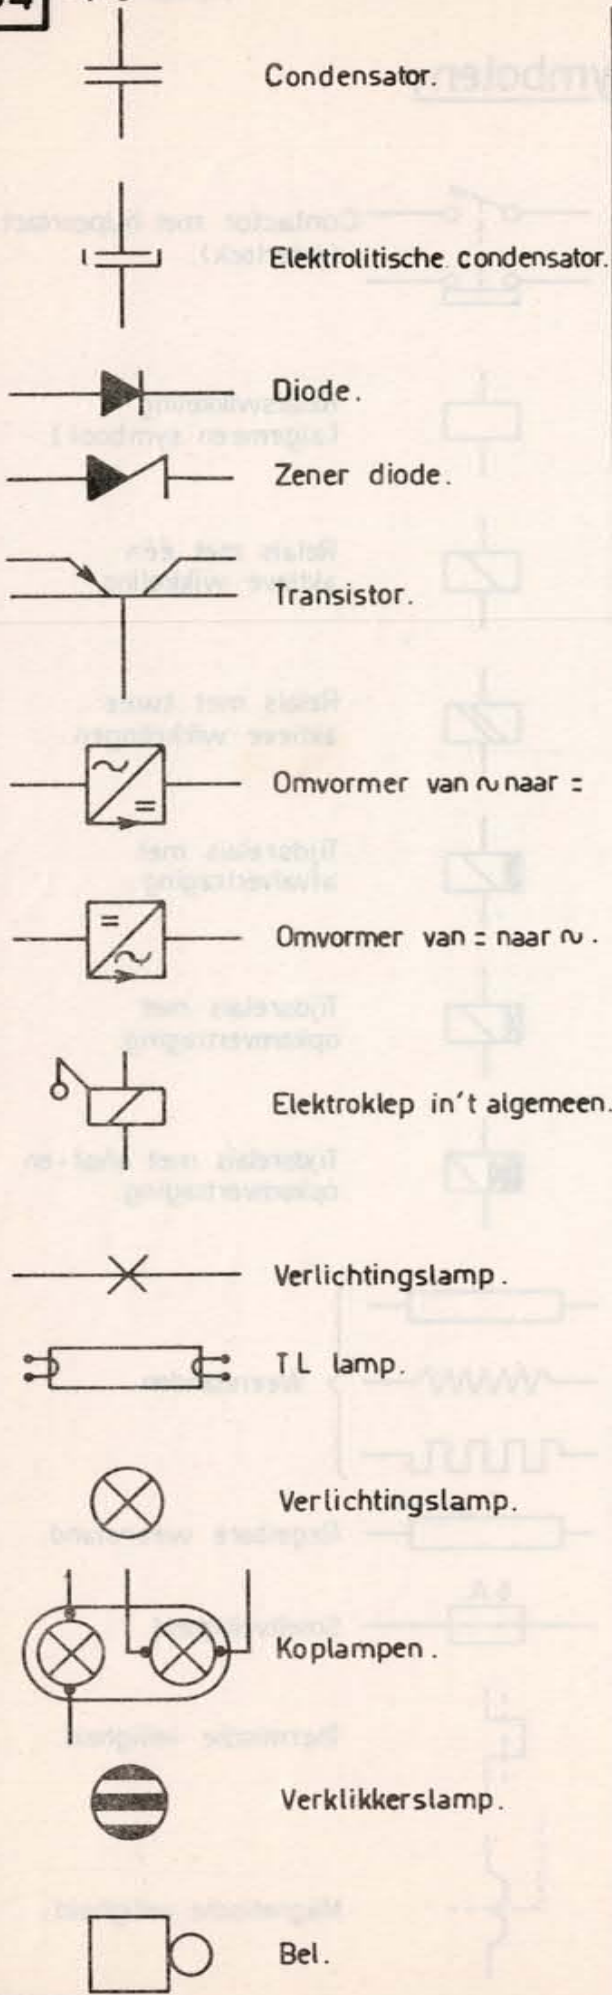 Condensator.
Elektrolitische condensator.
Diode.
Zener diode.
Transistor.
Omvormer van ∿ naar =
Omvormer van = naar ∿.
Elektroklep in't algemeen.
Verlichtingslamp.
TL lamp.
Verlichtingslamp.
Koplampen.
Verklikkerslamp.
Bel.